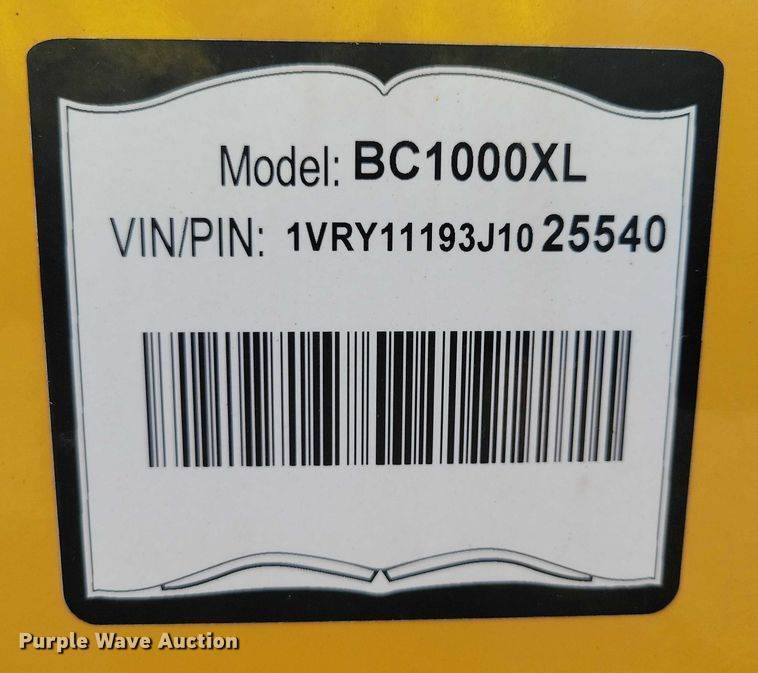 Model: BC1000XL
VIN/PIN: 1VRY11193J10 25540
Purple Wave Auction